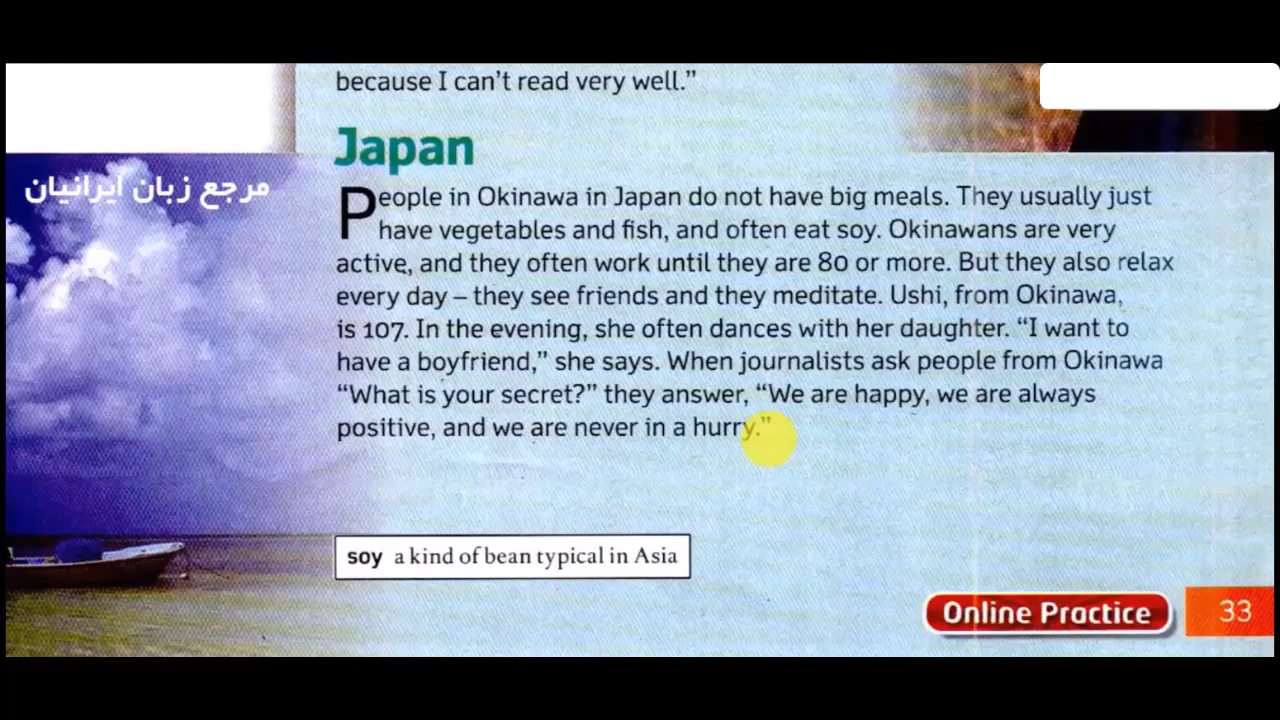 because I can't read very well."
Japan
مرجع زبان ایرانیان
People in Okinawa in Japan do not have big meals. They usually just
have vegetables and fish, and often eat soy. Okinawans are very
active, and they often work until they are 80 or more. But they also relax
every day – they see friends and they meditate. Ushi, from Okinawa,
is 107. In the evening, she often dances with her daughter. "I want to
have a boyfriend," she says. When journalists ask people from Okinawa
"What is your secret?" they answer, "We are happy, we are always
positive, and we are never in a hurry."
soy a kind of bean typical in Asia
Online Practice
33